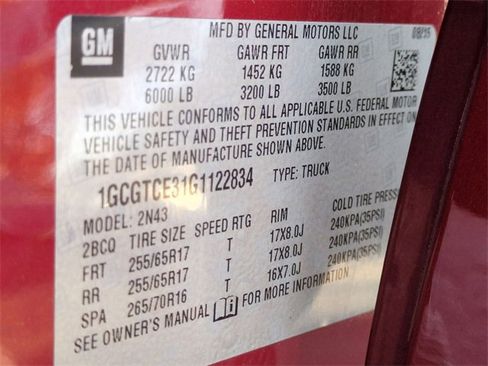 GM
MFD BY GENERAL MOTORS LLC
GVWR GAWR FRT GAWR RR
2722 KG 1452 KG 1588 KG
6000 LB 3200 LB 3500 LB
THIS VEHICLE CONFORMS TO ALL APPLICABLE U.S. FEDERAL MOTOR
VEHICLE SAFETY AND THEFT PREVENTION STANDARDS IN EFFECT ON
THE DATE OF MANUFACTURE SHOWN ABOVE.
1GCGTCE31G1122834 TYPE: TRUCK
MODEL: 2N43
2BCQ TIRE SIZE SPEED RTG RIM COLD TIRE PRES
FRT 255/65R17 T 17X8.0J 240KPA(35PSI)
RR 255/65R17 T 17X8.0J 240KPA(35PSI)
SPA 265/70R16 T 16X7.0J 240KPA(35PSI)
SEE OWNER'S MANUAL FOR MORE INFORMATION